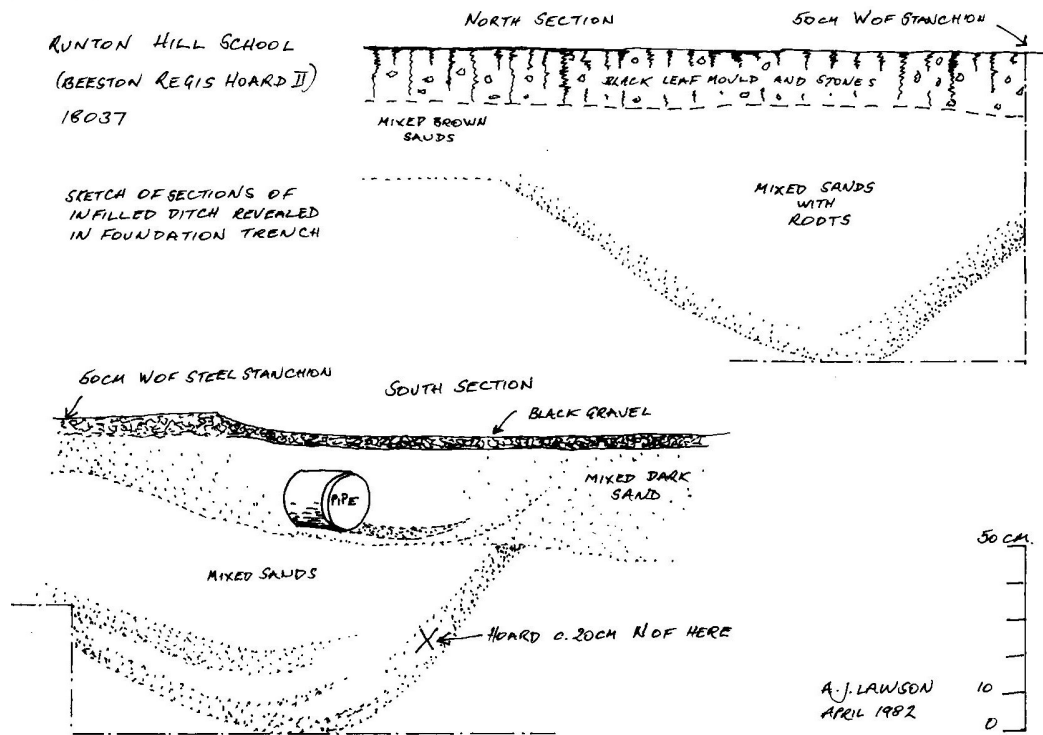 RUNTON HILL SCHOOL
(BEESTON REGIS HOARD II)
18037
SKETCH OF SECTIONS OF
INFILLED DITCH REVEALED
IN FOUNDATION TRENCH
NORTH SECTION
50CM W OF STANCHION
BLACK LEAF MOULD AND STONES
MIXED BROWN
SANDS
MIXED SANDS
WITH
ROOTS
50CM W OF STEEL STANCHION
SOUTH SECTION
BLACK GRAVEL
PIPE
MIXED DARK
SAND
MIXED SANDS
X HOARD C. 20CM N OF HERE
50 CM.
10
0
A.J. LAWSON
APRIL 1982